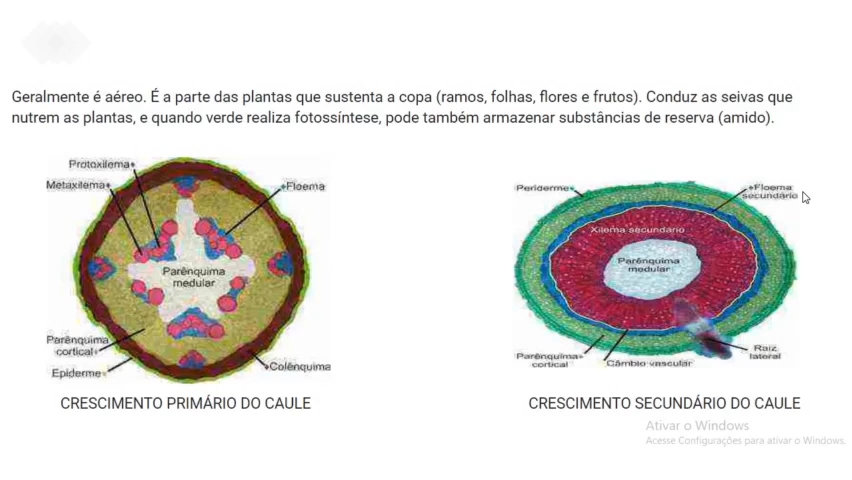 Geralmente é aéreo. É a parte das plantas que sustenta a copa (ramos, folhas, flores e frutos). Conduz as seivas que
nutrem as plantas, e quando verde realiza fotossíntese, pode também armazenar substâncias de reserva (amido).
Protoxilema
Metaxilema
Floema
Parênquima
medular
Parênquima
cortical
Epiderme
Colênquima
CRESCIMENTO PRIMÁRIO DO CAULE
Periderme
Floema
secundário
Xilema secundário
Parênquima
medular
Parênquima
cortical
Câmbio vascular
Raiz
lateral
CRESCIMENTO SECUNDÁRIO DO CAULE
Ativar o Windows
Acesse Configurações para ativar o Windows.